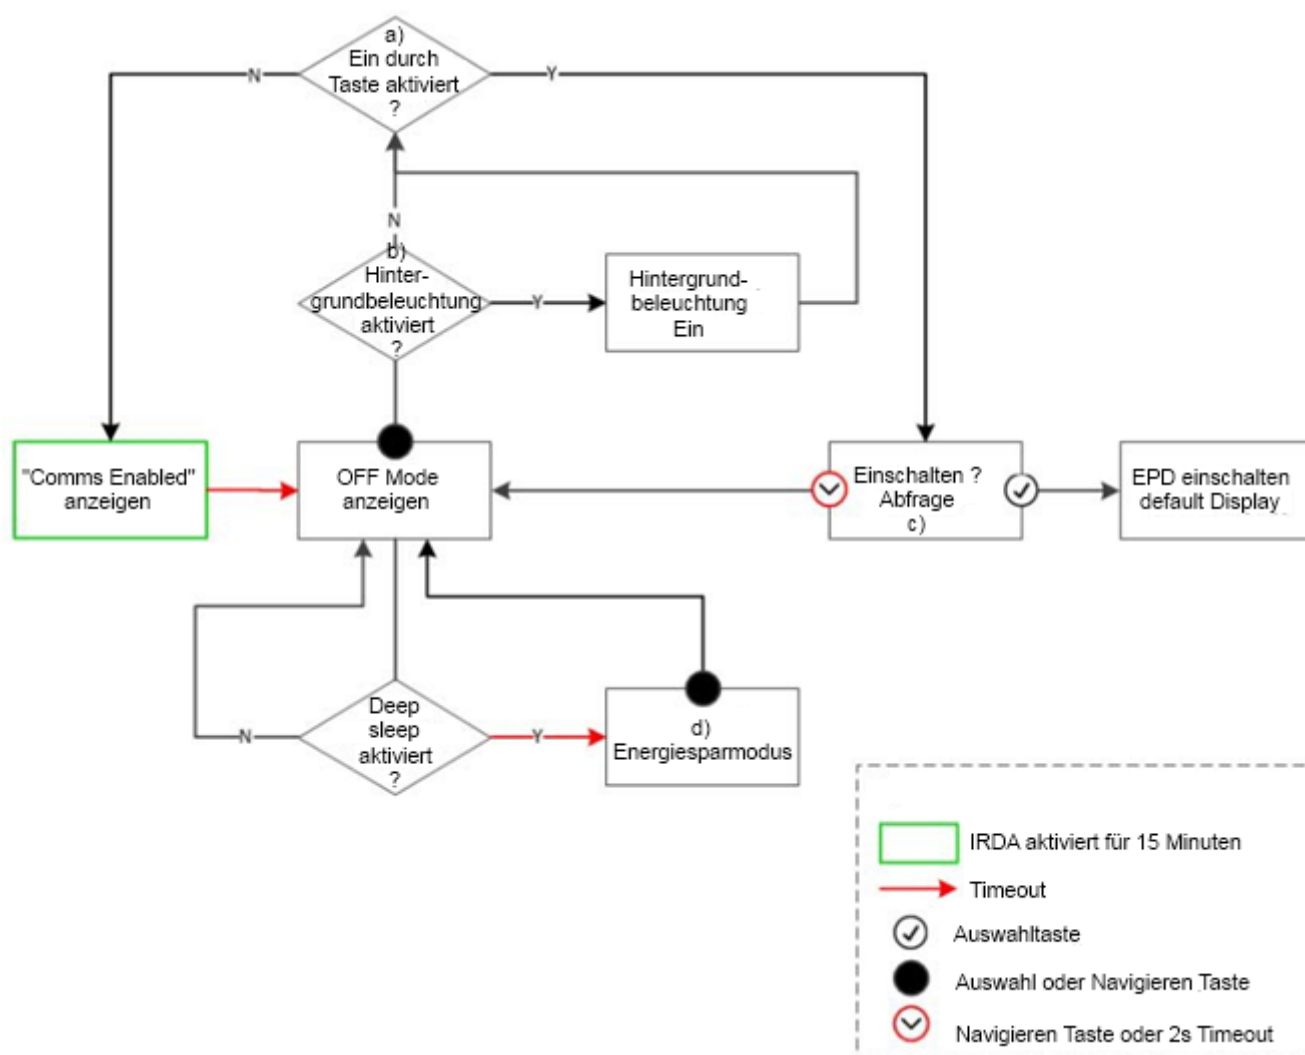 a)
Ein durch
Taste aktiviert
?
N
Y
N
b)
Hinter-
grundbeleuchtung
aktiviert
?
Y
Hintergrund-
beleuchtung
Ein
"Comms Enabled"
anzeigen
OFF Mode
anzeigen
Einschalten ?
Abfrage
c)
EPD einschalten
default Display
Deep
sleep
aktiviert
?
N
Y
d)
Energiesparmodus
IRDA aktiviert für 15 Minuten
Timeout
Auswahltaste
Auswahl oder Navigieren Taste
Navigieren Taste oder 2s Timeout